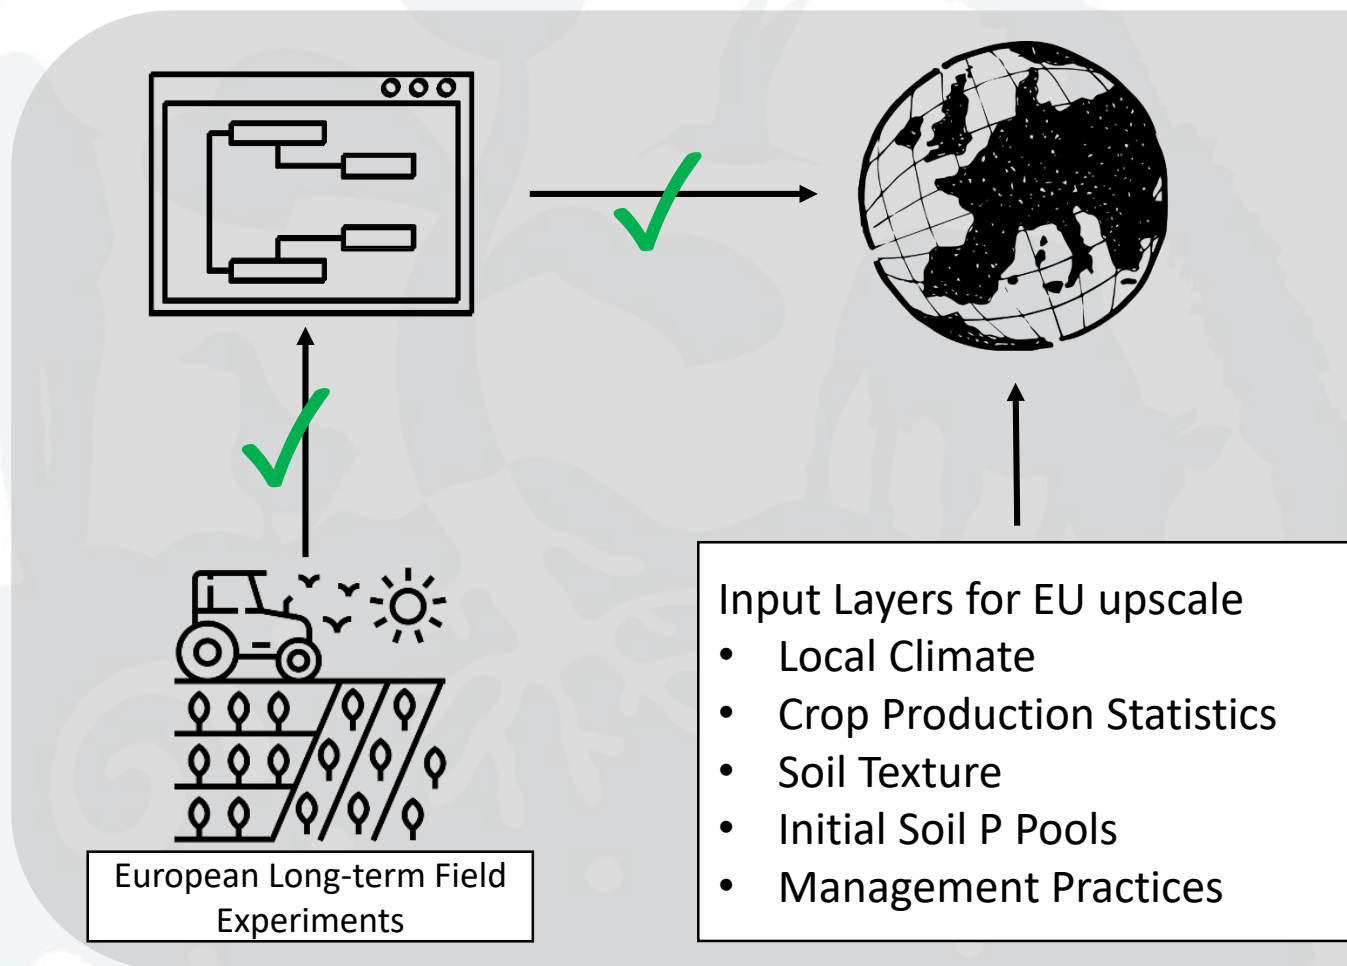 European Long-term Field
Experiments
Input Layers for EU upscale
• Local Climate
• Crop Production Statistics
• Soil Texture
• Initial Soil P Pools
• Management Practices